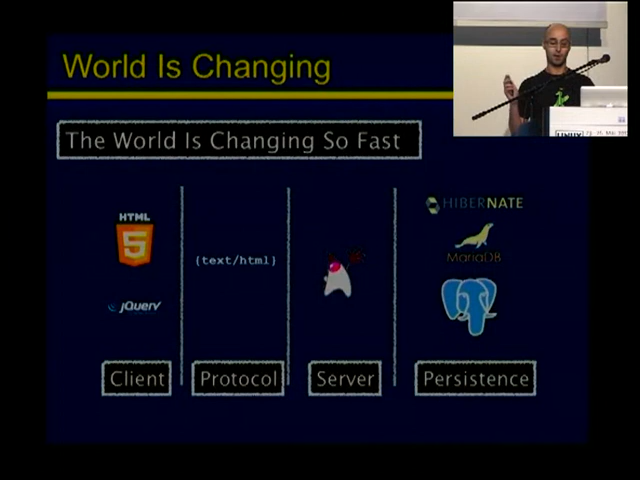 World Is Changing
The World Is Changing So Fast
HTML
5
jQuery
{text/html}
HIBERNATE
MariaDB
Client
Protocol
Server
Persistence
LINUX